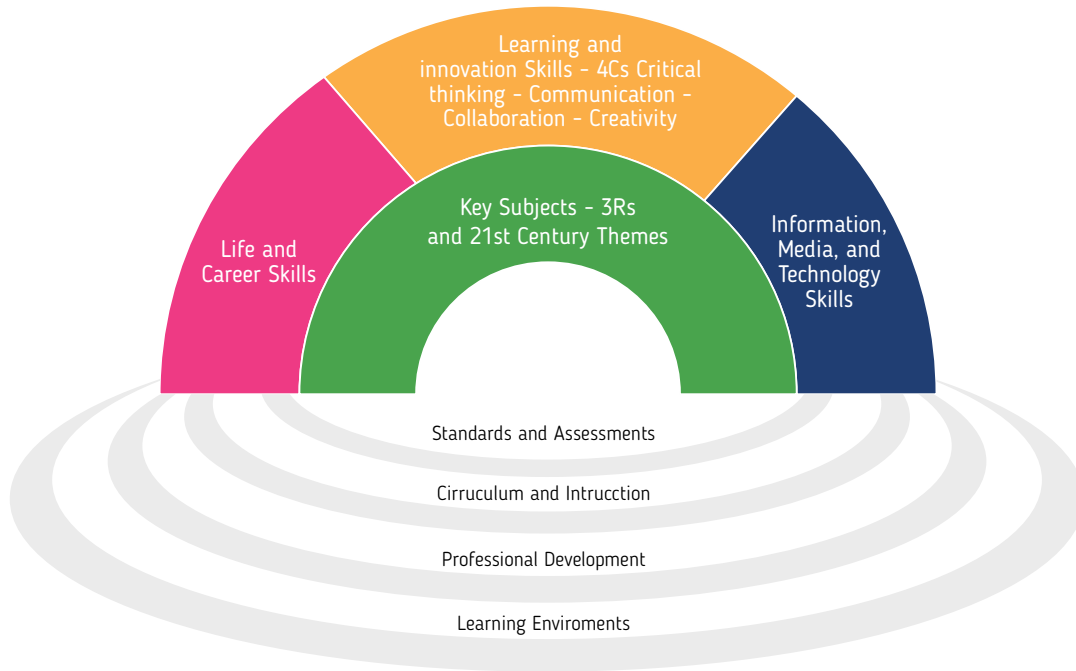 Learning and
innovation Skills - 4Cs Critical
thinking - Communication -
Collaboration - Creativity
Key Subjects - 3Rs
and 21st Century Themes
Life and
Career Skills
Information,
Media, and
Technology
Skills
Standards and Assessments
Cirruculum and Intrucction
Professional Development
Learning Enviroments